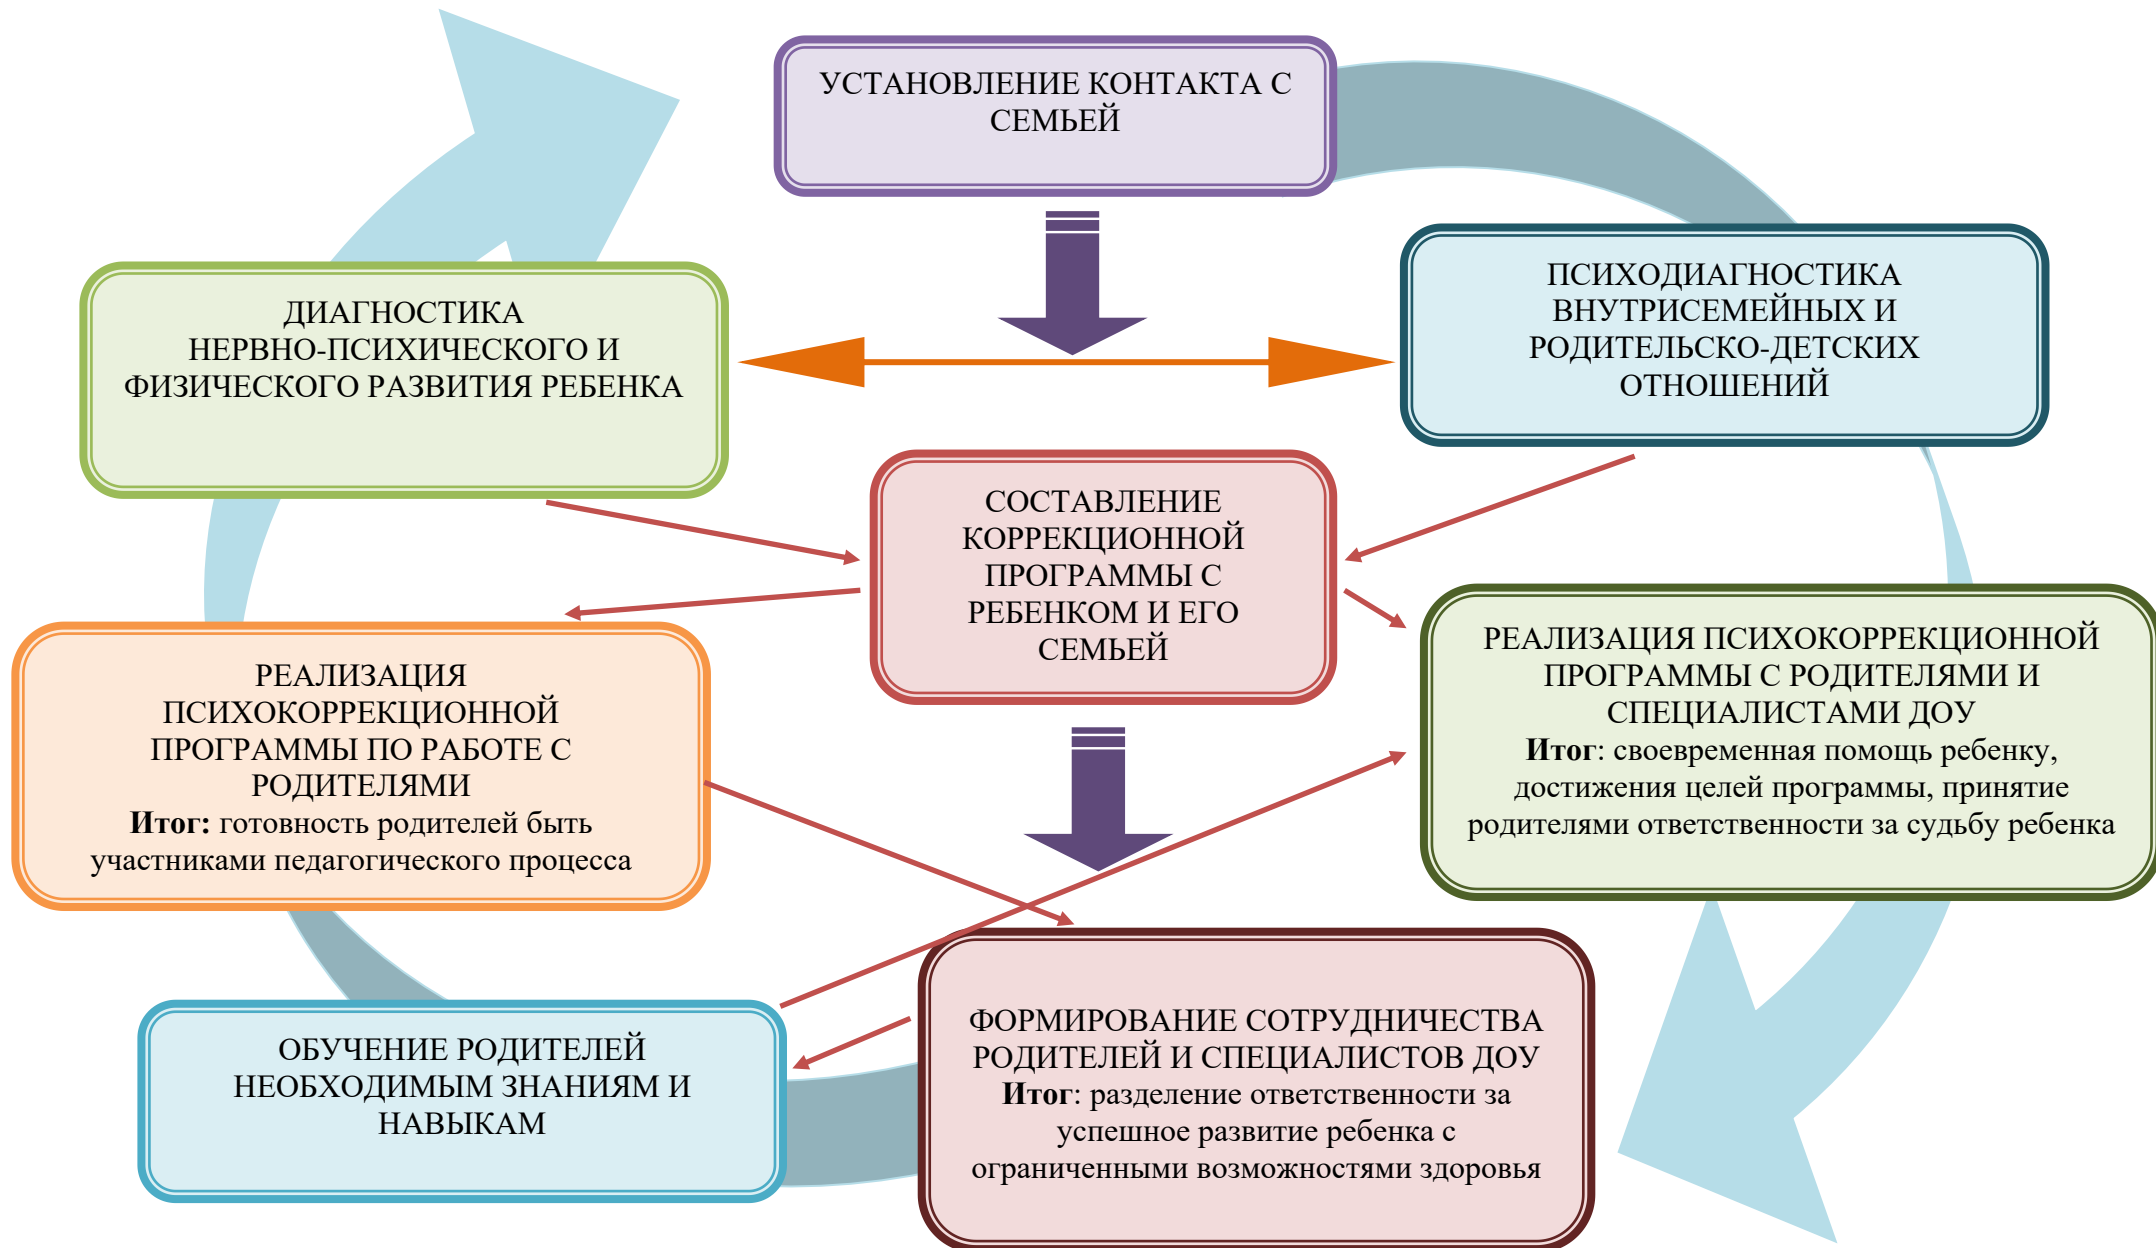 УСТАНОВЛЕНИЕ КОНТАКТА С
СЕМЬЕЙ
ДИАГНОСТИКА
НЕРВНО-ПСИХИЧЕСКОГО И
ФИЗИЧЕСКОГО РАЗВИТИЯ РЕБЕНКА
ПСИХОДИАГНОСТИКА
ВНУТРИСЕМЕЙНЫХ И
РОДИТЕЛЬСКО-ДЕТСКИХ
ОТНОШЕНИЙ
СОСТАВЛЕНИЕ
КОРРЕКЦИОННОЙ
ПРОГРАММЫ С
РЕБЕНКОМ И ЕГО
СЕМЬЕЙ
РЕАЛИЗАЦИЯ
ПСИХОКОРРЕКЦИОННОЙ
ПРОГРАММЫ ПО РАБОТЕ С
РОДИТЕЛЯМИ
Итог: готовность родителей быть
участниками педагогического процесса
РЕАЛИЗАЦИЯ ПСИХОКОРРЕКЦИОННОЙ
ПРОГРАММЫ С РОДИТЕЛЯМИ И
СПЕЦИАЛИСТАМИ ДОУ
Итог: своевременная помощь ребенку,
достижения целей программы, принятие
родителями ответственности за судьбу ребенка
ОБУЧЕНИЕ РОДИТЕЛЕЙ
НЕОБХОДИМЫМ ЗНАНИЯМ И
НАВЫКАМ
ФОРМИРОВАНИЕ СОТРУДНИЧЕСТВА
РОДИТЕЛЕЙ И СПЕЦИАЛИСТОВ ДОУ
Итог: разделение ответственности за
успешное развитие ребенка с
ограниченными возможностями здоровья